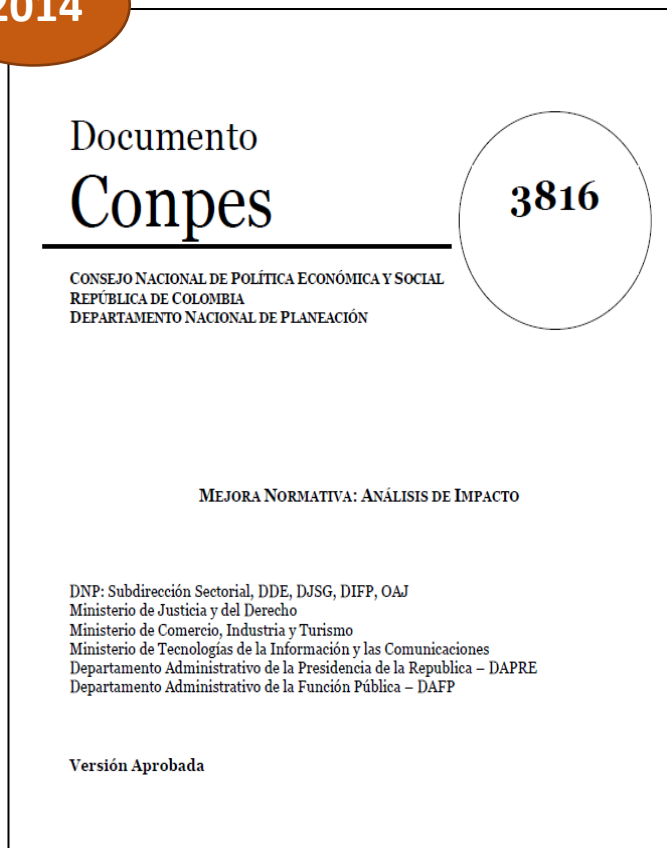 2014
Documento
Conpes
3816
CONSEJO NACIONAL DE POLÍTICA ECONÓMICA Y SOCIAL
REPÚBLICA DE COLOMBIA
DEPARTAMENTO NACIONAL DE PLANEACIÓN
MEJORA NORMATIVA: ANÁLISIS DE IMPACTO
DNP: Subdirección Sectorial, DDE, DJSG, DIFP, OAJ
Ministerio de Justicia y del Derecho
Ministerio de Comercio, Industria y Turismo
Ministerio de Tecnologías de la Información y las Comunicaciones
Departamento Administrativo de la Presidencia de la Republica – DAPRE
Departamento Administrativo de la Función Pública – DAFP
Versión Aprobada